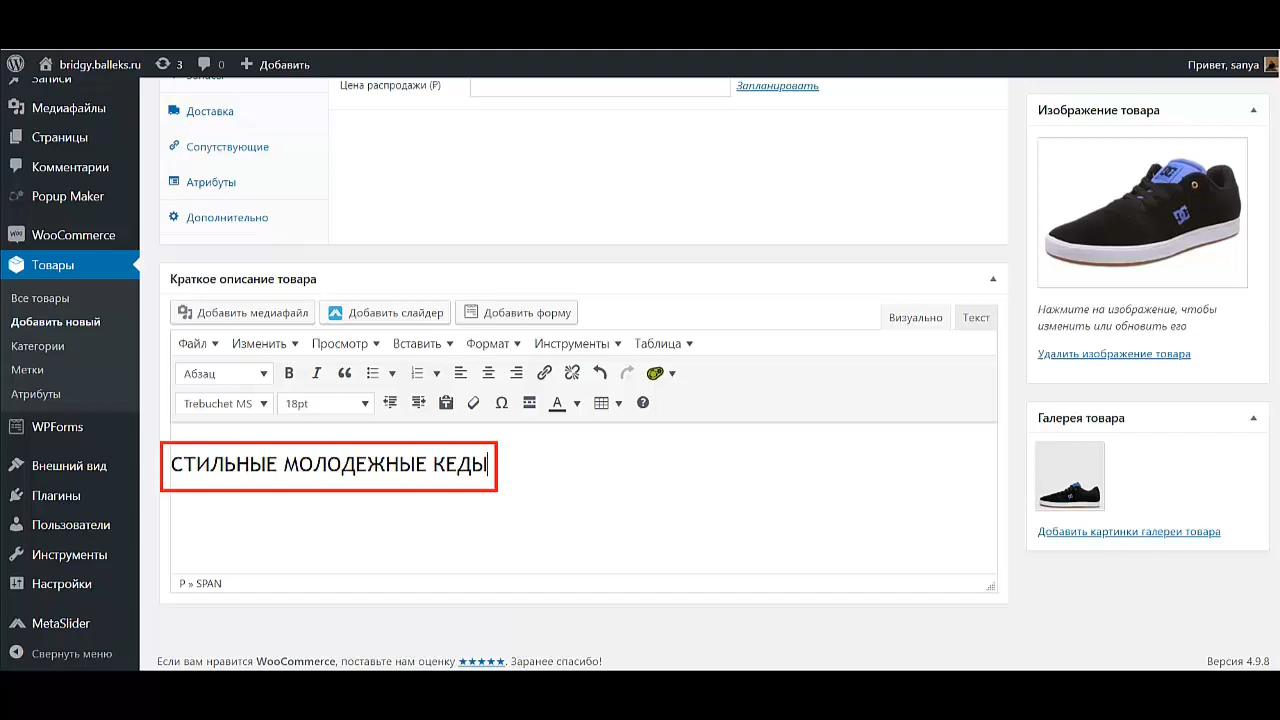 bridgy.balleks.ru 3 0 Добавить Привет, sanya
Записи
Медиафайлы
Страницы
Комментарии
Popup Maker
WooCommerce
Товары
Все товары
Добавить новый
Категории
Метки
Атрибуты
WPForms
Внешний вид
Плагины
Пользователи
Инструменты
Настройки
MetaSlider
Свернуть меню
Запасы
Доставка
Сопутствующие
Атрибуты
Дополнительно
Цена распродажи (Р) Запланировать
Краткое описание товара
Добавить медиафайл Добавить слайдер Добавить форму Визуально Текст
Файл Изменить Просмотр Вставить Формат Инструменты Таблица
Абзац
Trebuchet MS 18pt
СТИЛЬНЫЕ МОЛОДЕЖНЫЕ КЕДЫ
P » SPAN
Изображение товара
Нажмите на изображение, чтобы
изменить или обновить его
Удалить изображение товара
Галерея товара
Добавить картинки галереи товара
Если вам нравится WooCommerce, поставьте нам оценку ★★★★★. Заранее спасибо! Версия 4.9.8